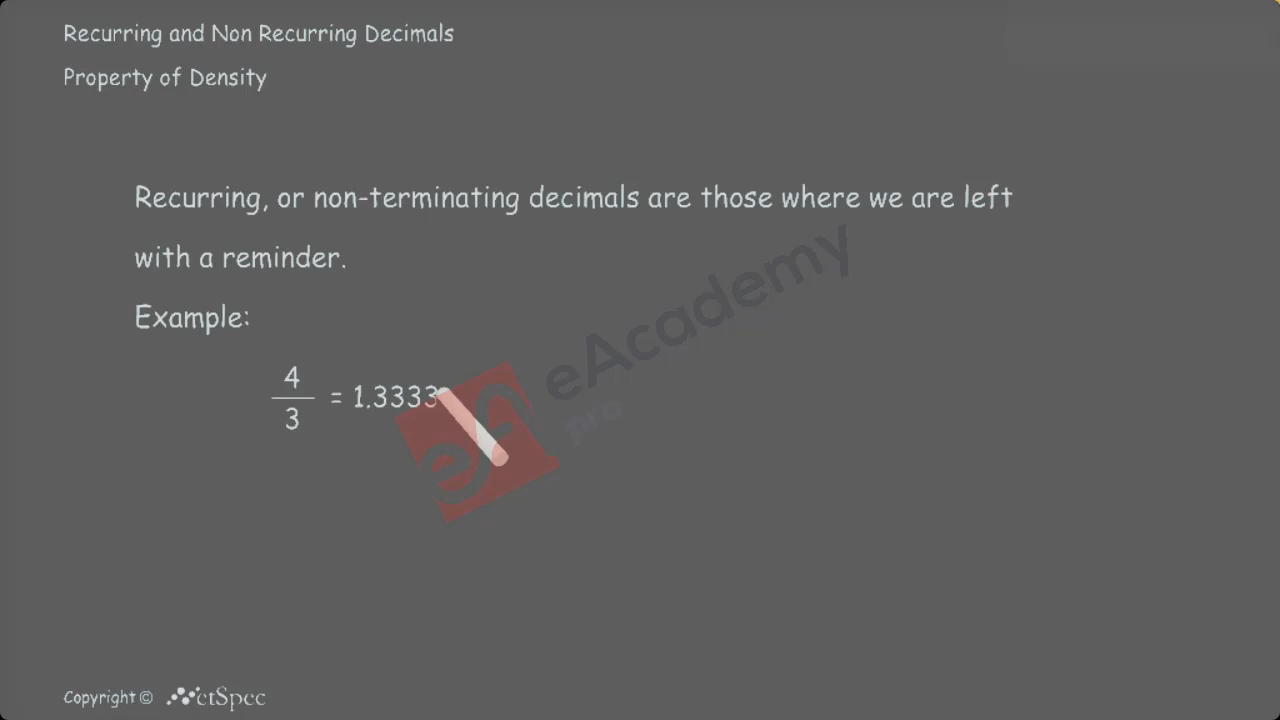 Recurring and Non Recurring Decimals
Property of Density
Recurring, or non-terminating decimals are those where we are left
with a reminder.
Example:
4
3
= 1.3333
eAcademy
pro
Copyright © NetSpec